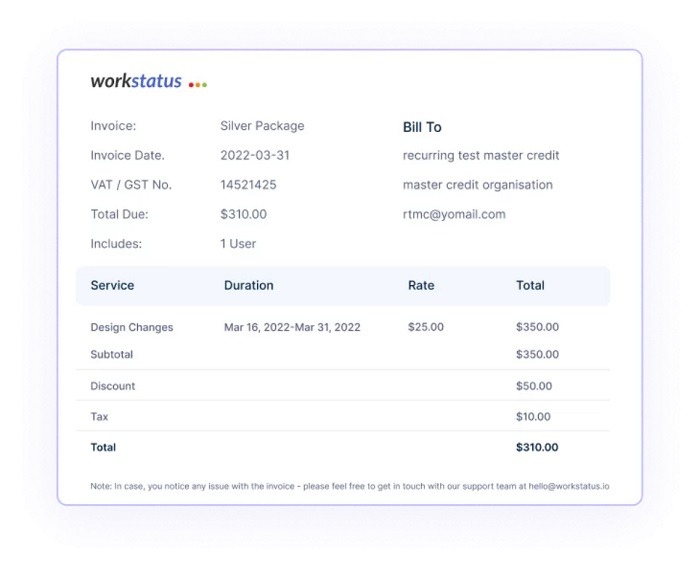 workstatus
Invoice: Silver Package
Invoice Date. 2022-03-31
VAT / GST No. 14521425
Total Due: $310.00
Includes: 1 User
Bill To
recurring test master credit
master credit organisation
rtmc@yomail.com
Service Duration Rate Total
Design Changes Mar 16, 2022-Mar 31, 2022 $25.00 $350.00
Subtotal $350.00
Discount $50.00
Tax $10.00
Total $310.00
Note: In case, you notice any issue with the invoice - please feel free to get in touch with our support team at hello@workstatus.io